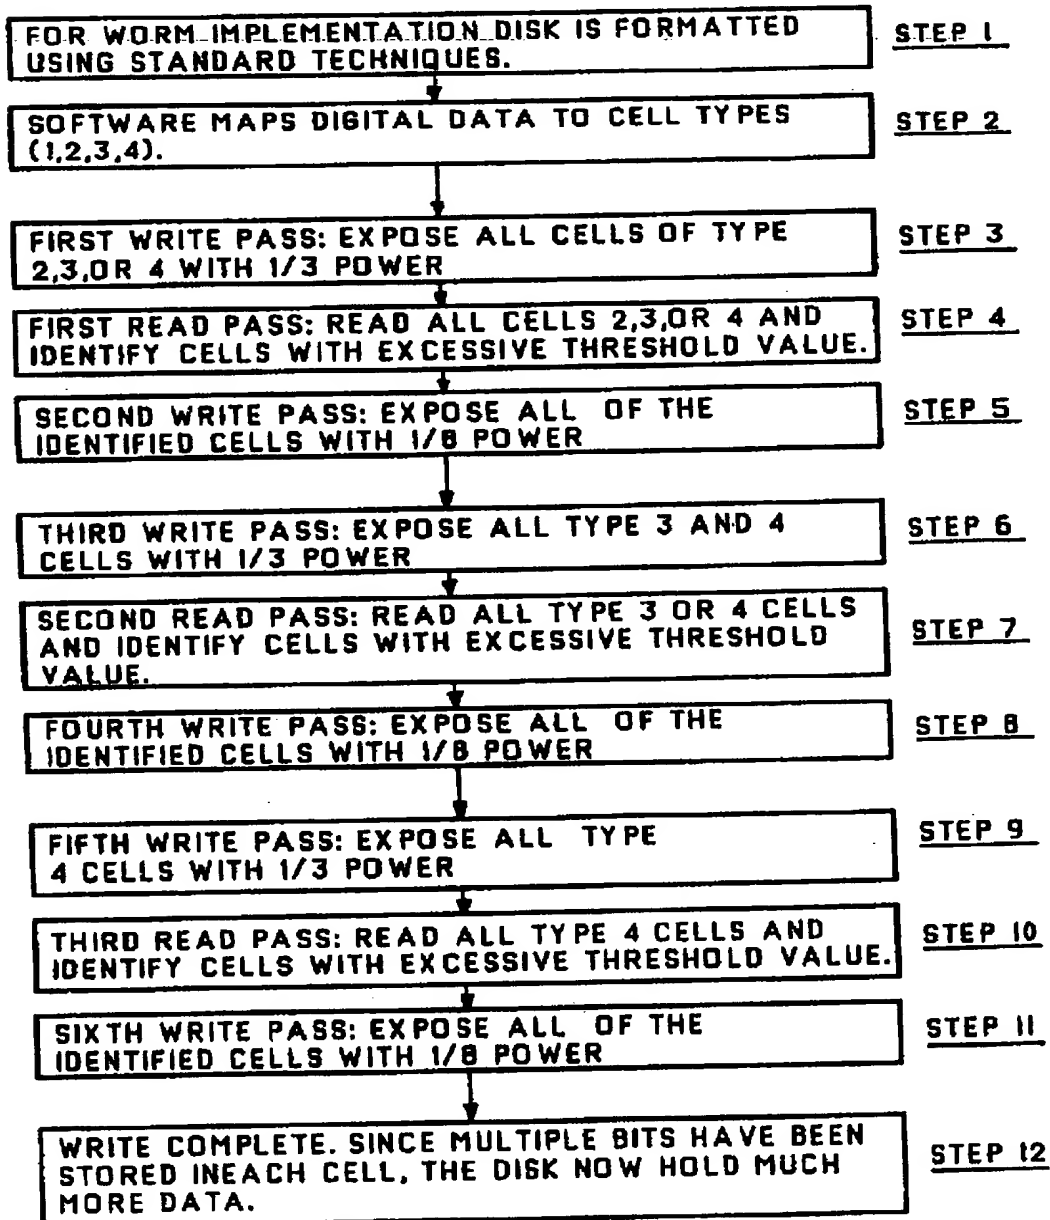 FOR WORM IMPLEMENTATION DISK IS FORMATTED
USING STANDARD TECHNIQUES.
STEP 1
SOFTWARE MAPS DIGITAL DATA TO CELL TYPES
(1,2,3,4).
STEP 2
FIRST WRITE PASS: EXPOSE ALL CELLS OF TYPE
2,3,OR 4 WITH 1/3 POWER
STEP 3
FIRST READ PASS: READ ALL CELLS 2,3,OR 4 AND
IDENTIFY CELLS WITH EXCESSIVE THRESHOLD VALUE.
STEP 4
SECOND WRITE PASS: EXPOSE ALL OF THE
IDENTIFIED CELLS WITH 1/8 POWER
STEP 5
THIRD WRITE PASS: EXPOSE ALL TYPE 3 AND 4
CELLS WITH 1/3 POWER
STEP 6
SECOND READ PASS: READ ALL TYPE 3 OR 4 CELLS
AND IDENTIFY CELLS WITH EXCESSIVE THRESHOLD
VALUE.
STEP 7
FOURTH WRITE PASS: EXPOSE ALL OF THE
IDENTIFIED CELLS WITH 1/8 POWER
STEP 8
FIFTH WRITE PASS: EXPOSE ALL TYPE
4 CELLS WITH 1/3 POWER
STEP 9
THIRD READ PASS: READ ALL TYPE 4 CELLS AND
IDENTIFY CELLS WITH EXCESSIVE THRESHOLD VALUE.
STEP 10
SIXTH WRITE PASS: EXPOSE ALL OF THE
IDENTIFIED CELLS WITH 1/8 POWER
STEP 11
WRITE COMPLETE. SINCE MULTIPLE BITS HAVE BEEN
STORED INEACH CELL, THE DISK NOW HOLD MUCH
MORE DATA.
STEP 12